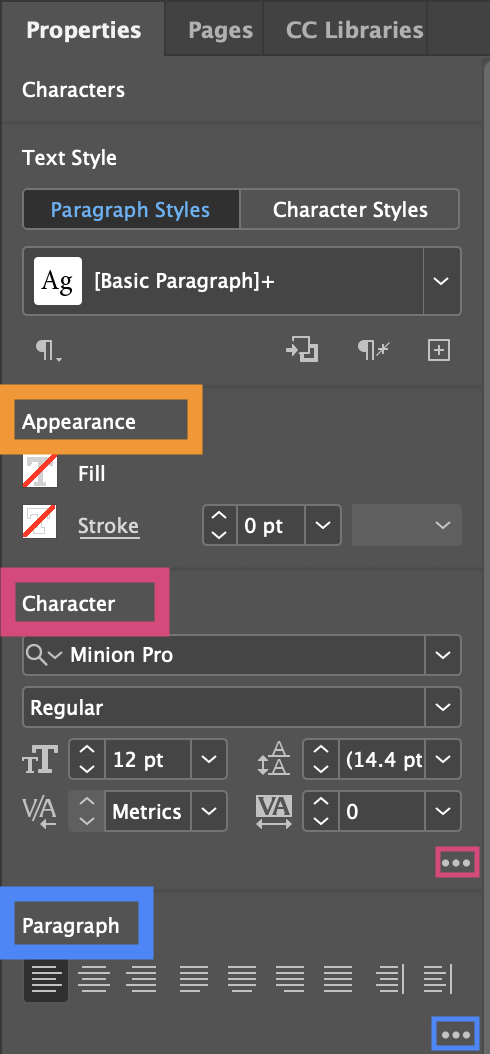 Properties Pages CC Libraries
Characters
Text Style
Paragraph Styles Character Styles
Ag [Basic Paragraph]+
Appearance
Fill
Stroke 0 pt
Character
Minion Pro
Regular
12 pt (14.4 pt
Metrics 0
Paragraph